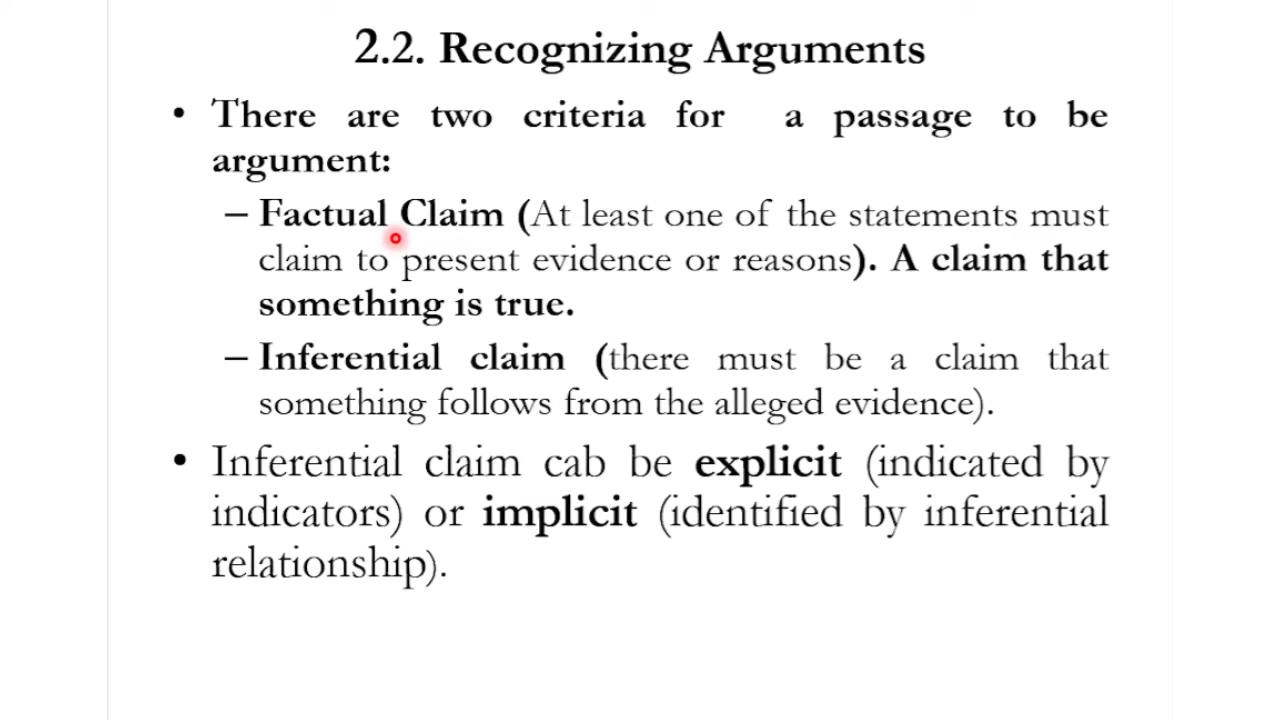 2.2. Recognizing Arguments
• There are two criteria for a passage to be
argument:
– Factual Claim (At least one of the statements must
claim to present evidence or reasons). A claim that
something is true.
– Inferential claim (there must be a claim that
something follows from the alleged evidence).
• Inferential claim cab be explicit (indicated by
indicators) or implicit (identified by inferential
relationship).